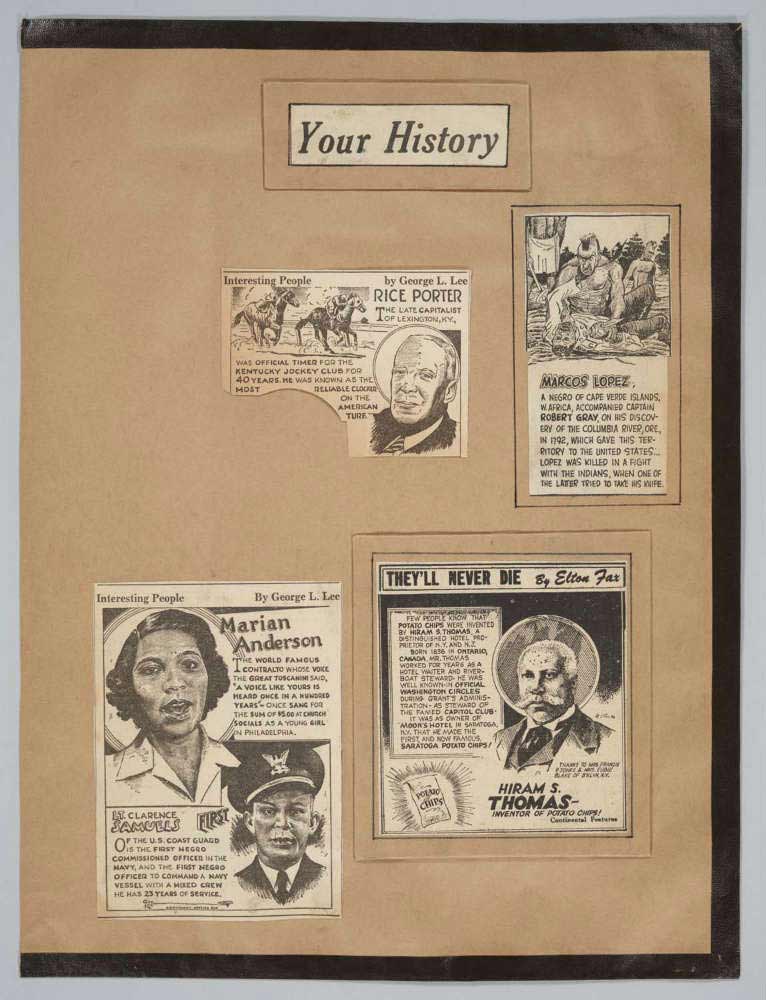 Your History
Interesting People by George L. Lee
RICE PORTER
THE LATE CAPITALIST
OF LEXINGTON, KY.,
WAS OFFICIAL TIMER FOR THE
KENTUCKY JOCKEY CLUB FOR
40 YEARS. HE WAS KNOWN AS THE
MOST RELIABLE CLOCKER
ON THE
AMERICAN
TURF.
MARCOS LOPEZ,
A NEGRO OF CAPE VERDE ISLANDS,
W. AFRICA, ACCOMPANIED CAPTAIN
ROBERT GRAY, ON HIS DISCOV-
ERY OF THE COLUMBIA RIVER, ORE.,
IN 1792, WHICH GAVE THIS TER-
RITORY TO THE UNITED STATES...
LOPEZ WAS KILLED IN A FIGHT
WITH THE INDIANS, WHEN ONE OF
THE LATTER TRIED TO TAKE HIS KNIFE.
Interesting People By George L. Lee
Marian
Anderson
THE WORLD FAMOUS
CONTRALTO WHOSE VOICE
THE GREAT TOSCANINI SAID,
"A VOICE LIKE YOURS IS
HEARD ONCE IN A HUNDRED
YEARS"- ONCE SANG FOR
THE SUM OF $5.00 AT CHURCH
SOCIALS AS A YOUNG GIRL
IN PHILADELPHIA.
LT. CLARENCE
SAMUELS FIRST
OF THE U.S. COAST GUARD
IS THE FIRST NEGRO
COMMISSIONED OFFICER IN THE
NAVY, AND THE FIRST NEGRO
OFFICER TO COMMAND A NAVY
VESSEL WITH A MIXED CREW
HE HAS 23 YEARS OF SERVICE.
THEY'LL NEVER DIE By Elton Fax
FEW PEOPLE KNOW THAT
POTATO CHIPS WERE INVENTED
BY HIRAM S. THOMAS, A
DISTINGUISHED HOTEL PRO-
PRIETOR OF N.Y. AND N.J.
BORN 1836 IN ONTARIO,
CANADA, MR. THOMAS
WORKED FOR YEARS AS A
HOTEL WAITER AND RIVER-
BOAT STEWARD- HE WAS
WELL KNOWN IN OFFICIAL
WASHINGTON CIRCLES
DURING GRANT'S ADMINIS-
TRATION - AS STEWARD OF
THE FAMED CAPITOL CLUB-
IT WAS AS OWNER OF
MOON'S HOTEL IN SARATOGA,
N.Y. THAT HE MADE THE
FIRST, AND NOW FAMOUS,
SARATOGA POTATO CHIPS!
POTATO
CHIPS
THANKS TO MRS. FRANCIS
P. JONES & MRS. EUBIE
BLAKE OF B'KLYN, N.Y.
HIRAM S.
THOMAS-
INVENTOR OF POTATO CHIPS!
Continental Features